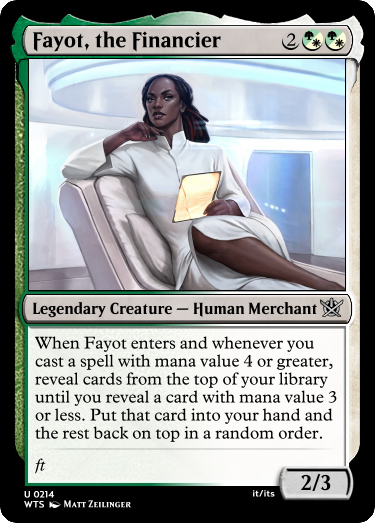 Fayot, the Financier 2
Legendary Creature — Human Merchant
When Fayot enters and whenever you
cast a spell with mana value 4 or greater,
reveal cards from the top of your library
until you reveal a card with mana value 3
or less. Put that card into your hand and
the rest back on top in a random order.
ft
2/3
U 0214 it/its
WTS Matt Zeilinger